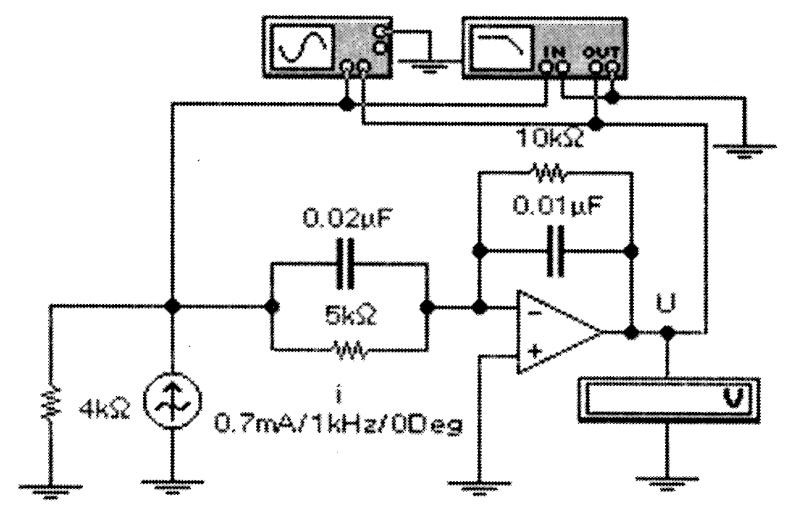 IN OUT
10kΩ
0.02µF
0.01µF
5kΩ
U
−
+
4kΩ
i
0.7mA/1kHz/0Deg
V